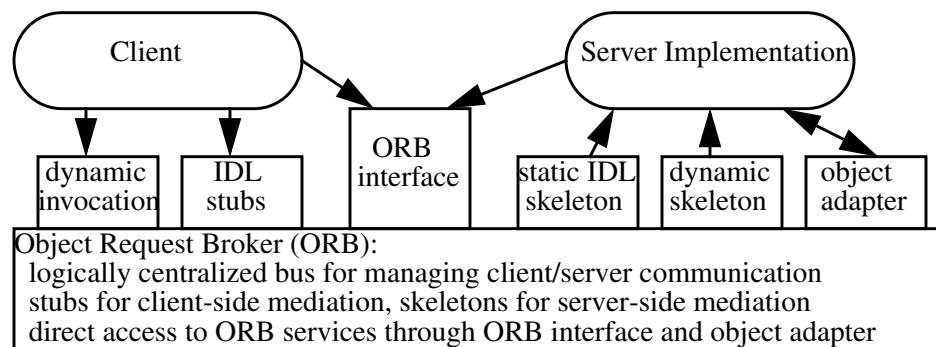 Client
Server Implementation
dynamic
invocation
IDL
stubs
ORB
interface
static IDL
skeleton
dynamic
skeleton
object
adapter
Object Request Broker (ORB):
logically centralized bus for managing client/server communication
stubs for client-side mediation, skeletons for server-side mediation
direct access to ORB services through ORB interface and object adapter